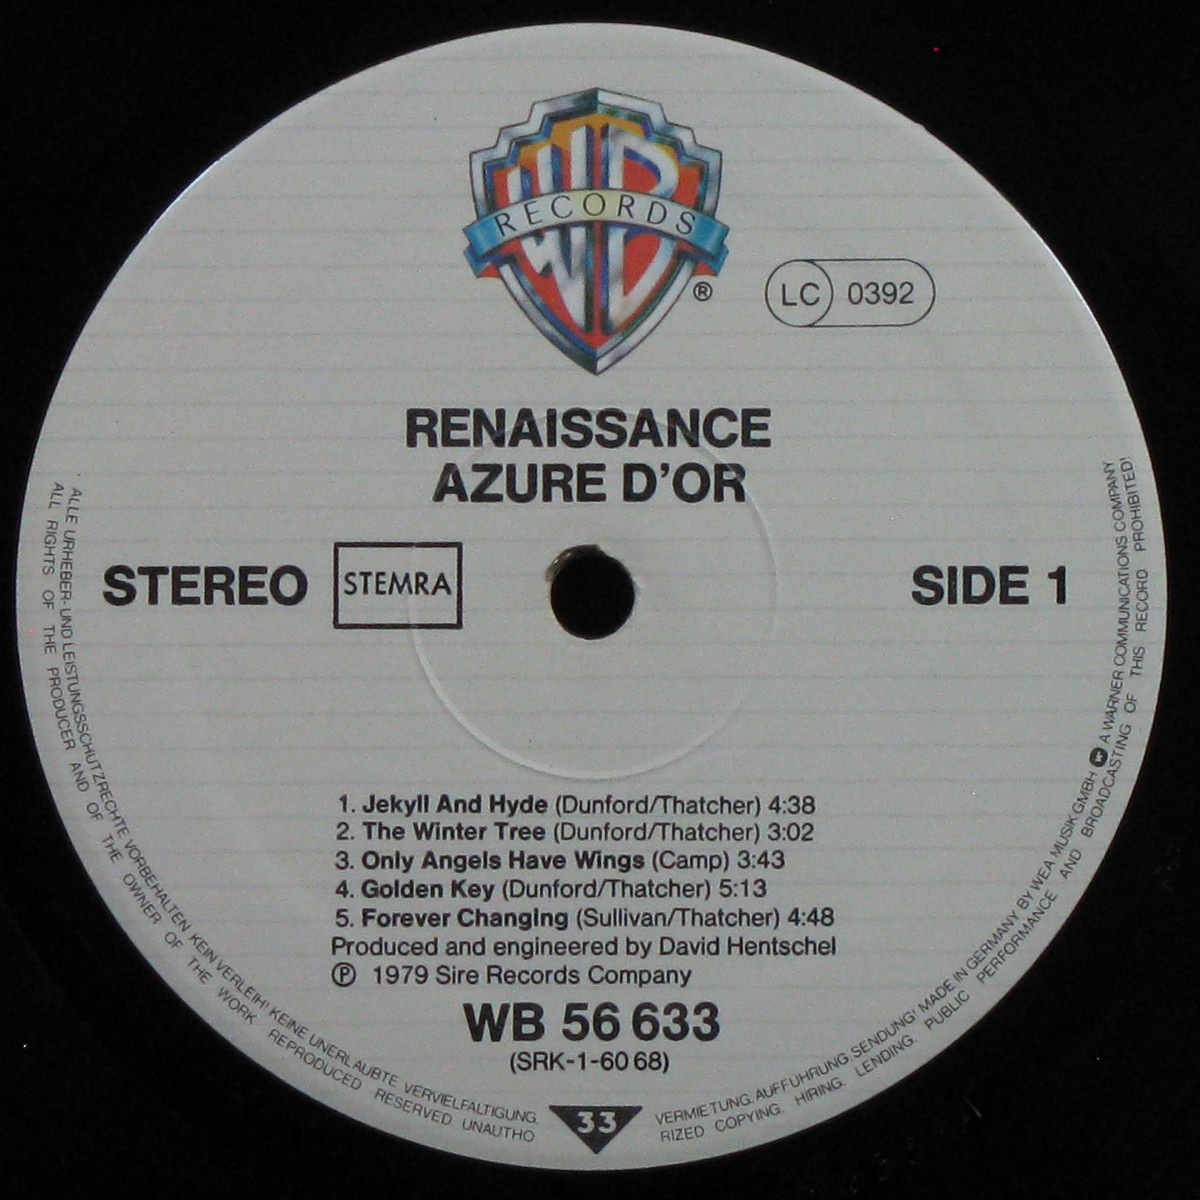 WB
RECORDS
®
LC 0392
RENAISSANCE
AZURE D'OR
STEREO STEMRA SIDE 1
1. Jekyll And Hyde (Dunford/Thatcher) 4:38
2. The Winter Tree (Dunford/Thatcher) 3:02
3. Only Angels Have Wings (Camp) 3:43
4. Golden Key (Dunford/Thatcher) 5:13
5. Forever Changing (Sullivan/Thatcher) 4:48
Produced and engineered by David Hentschel
Ⓟ 1979 Sire Records Company
WB 56 633
(SRK-1-60 68)
33
ALLE URHEBER- UND LEISTUNGSSCHUTZRECHTE VORBEHALTEN KEIN VERLEIH! KEINE UNERLAUBTE VERVIELFALTIGUNG, VERMIETUNG, AUFFUHRUNG, SENDUNG! MADE IN GERMANY BY WEA MUSIK GMBH A WARNER COMMUNICATIONS COMPANY
ALL RIGHTS OF THE PRODUCER AND OF THE OWNER OF THE WORK REPRODUCED RESERVED UNAUTHORIZED COPYING. HIRING. LENDING. PUBLIC PERFORMANCE AND BROADCASTING OF THIS RECORD PROHIBITED!